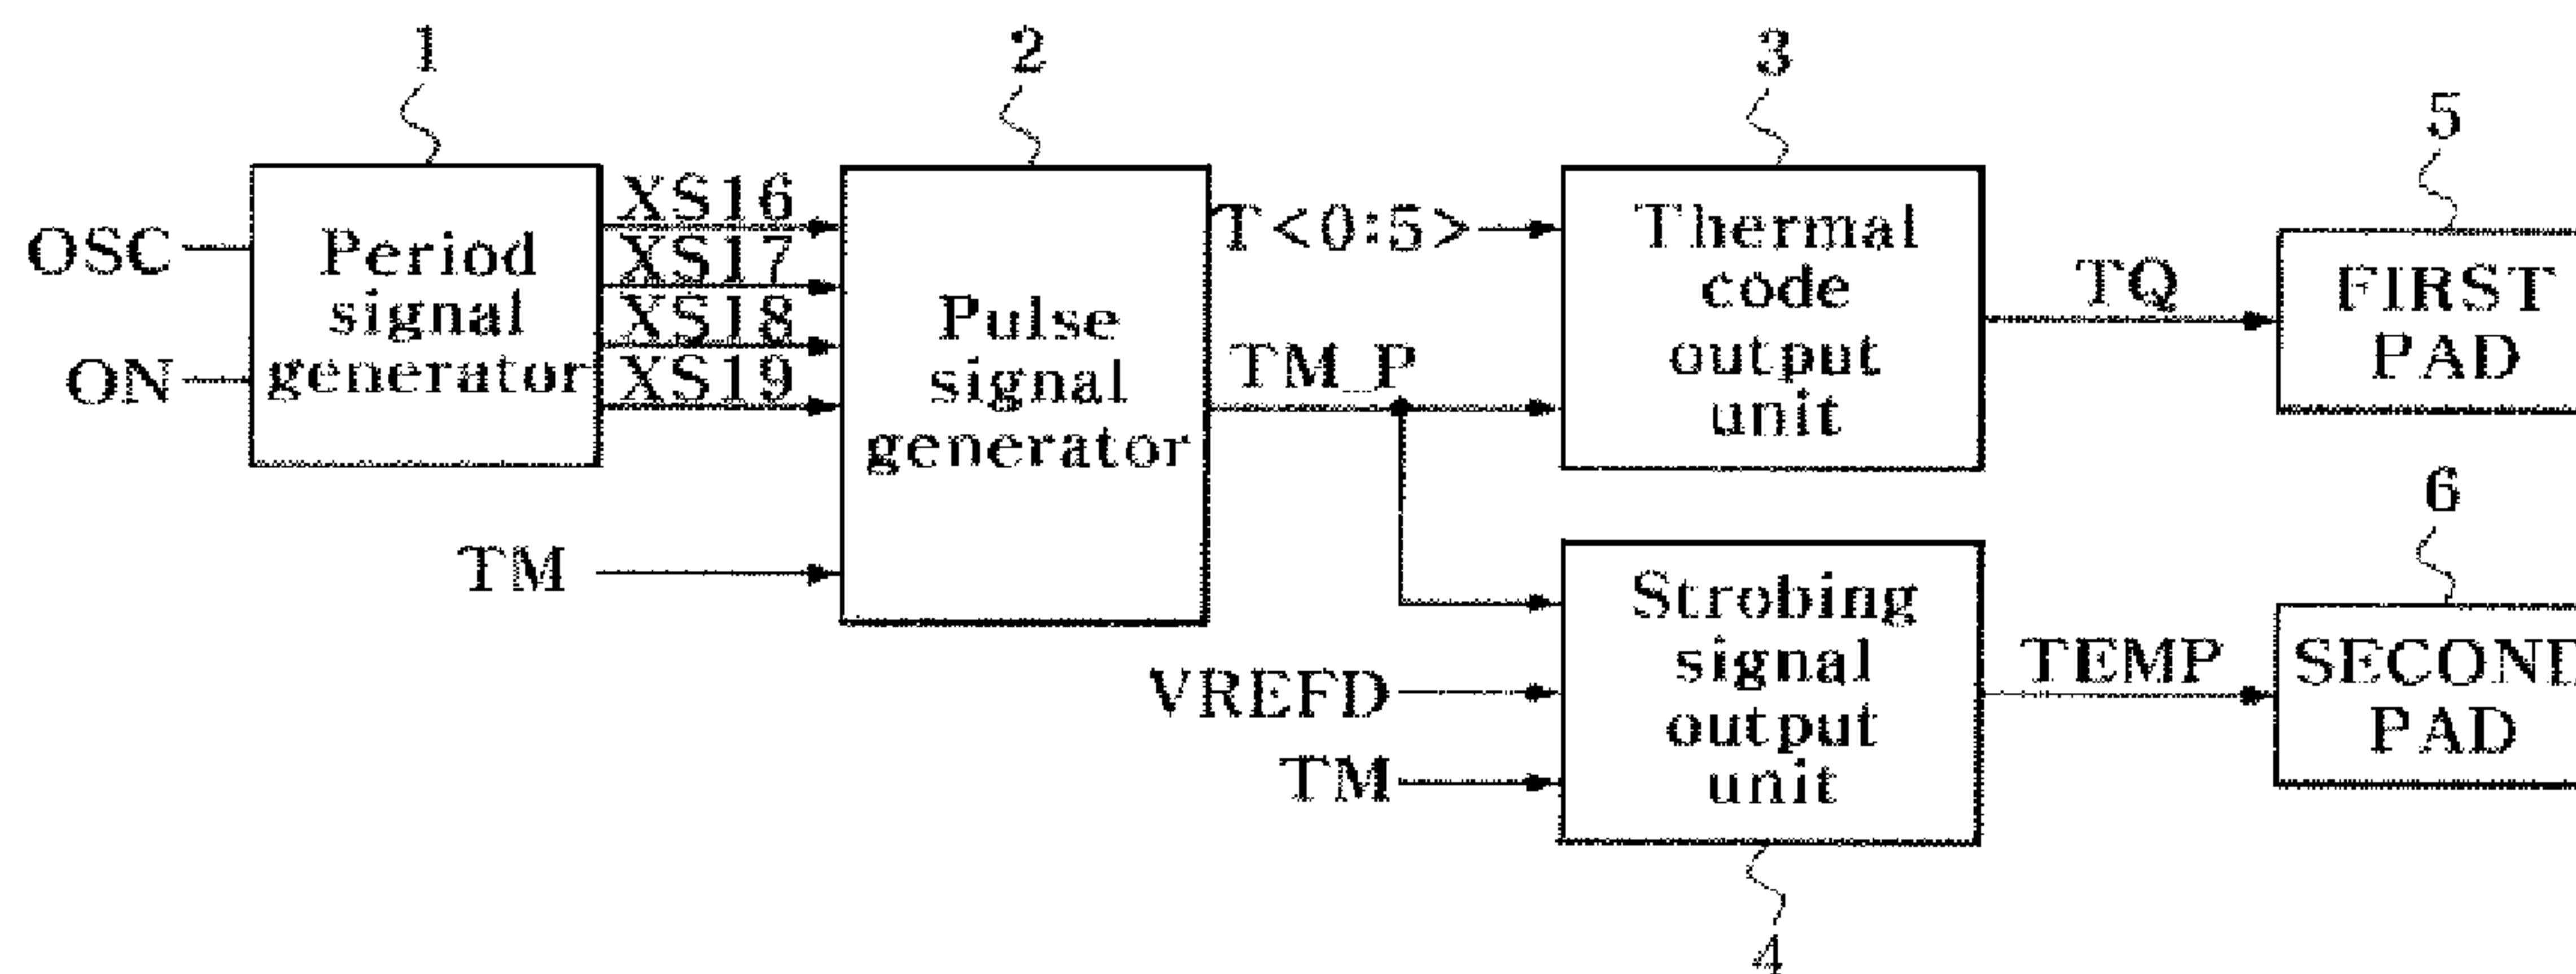 1
2
3
5
OSC
ON
Period
signal
generator
XS16
XS17
XS18
XS19
TM
Pulse
signal
generator
T<0:5>
TM_P
Thermal
code
output
unit
TQ
FIRST
PAD
6
VREFD
TM
Strobing
signal
output
unit
TEMP
SECOND
PAD
4